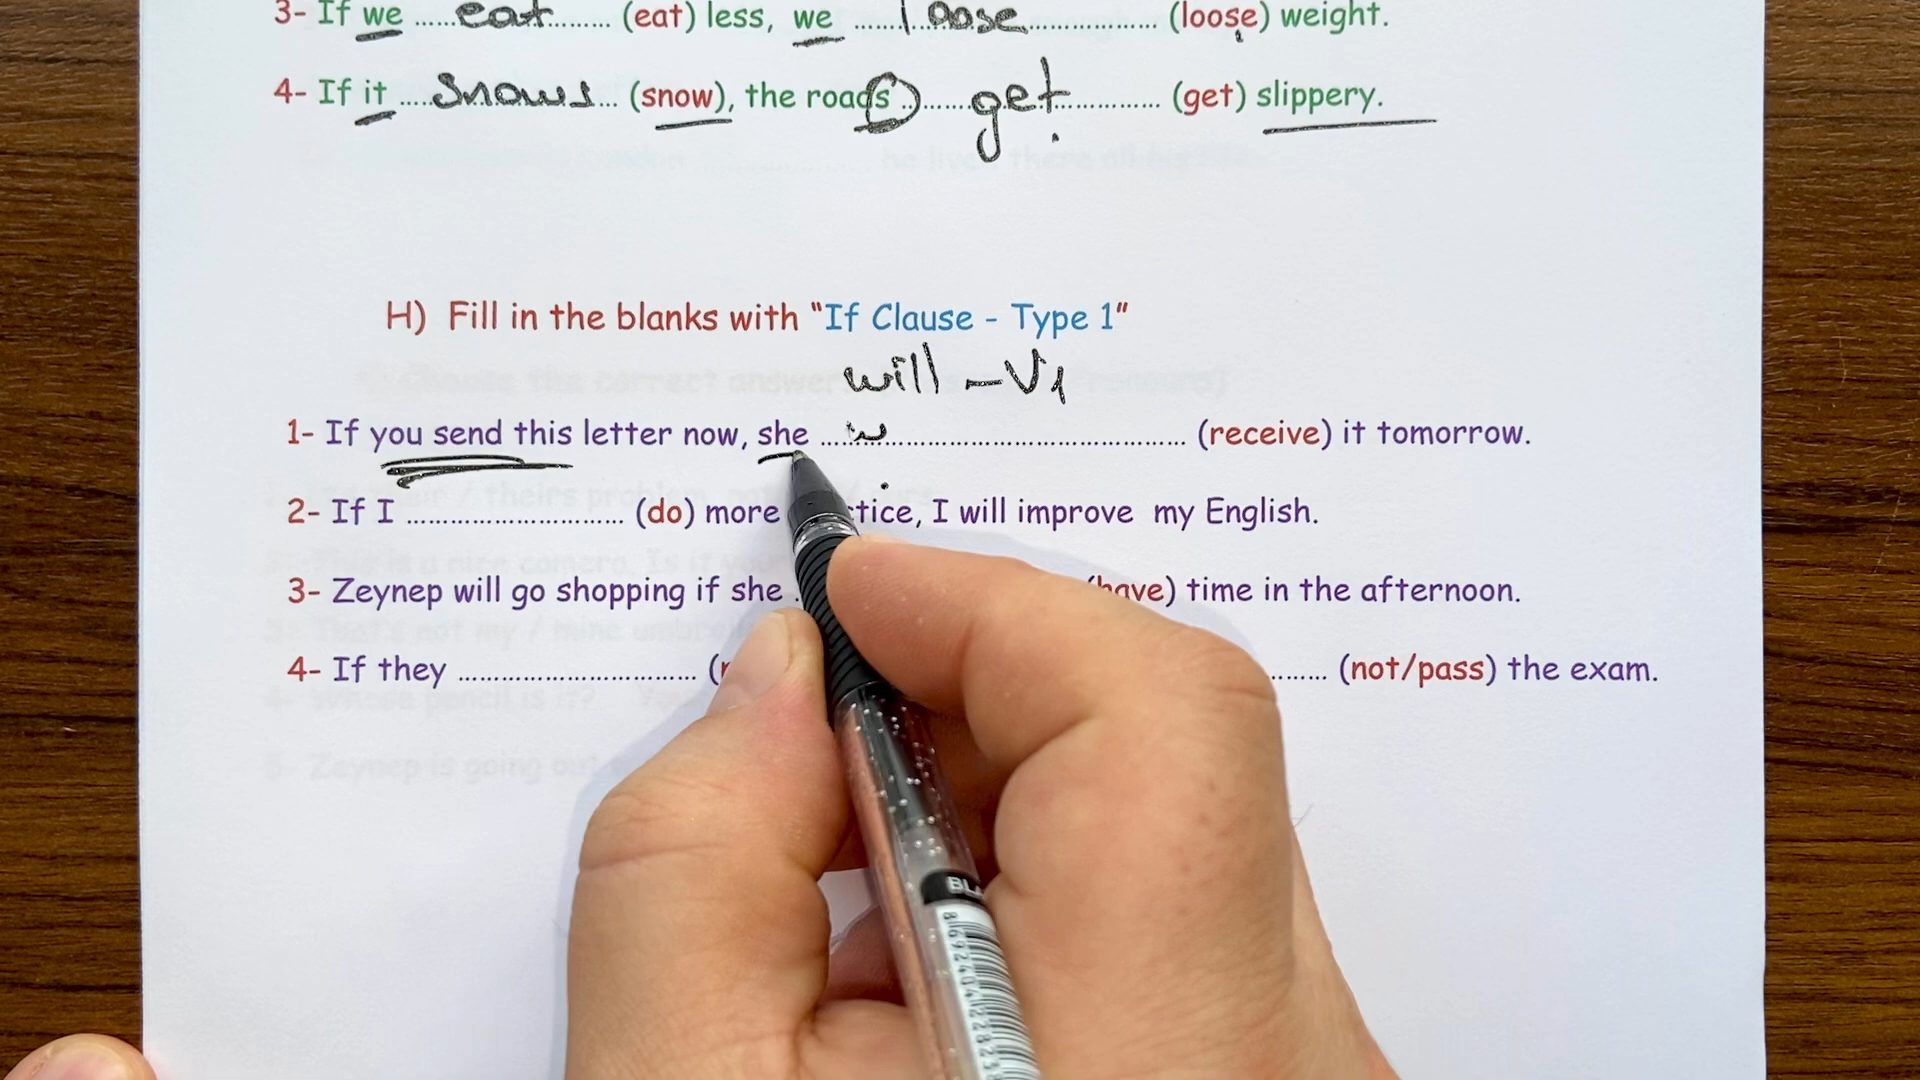 3- If we ......eat......... (eat) less, we .......loose.................. (loose) weight.
4- If it .....snows... (snow), the roads .........get............... (get) slippery.
H) Fill in the blanks with "If Clause - Type 1"
will - V1
1- If you send this letter now, she ...w........................................ (receive) it tomorrow.
2- If I .............................. (do) more tice, I will improve my English.
3- Zeynep will go shopping if she . have) time in the afternoon.
4- If they ................................. ( ........ (not/pass) the exam.
BL